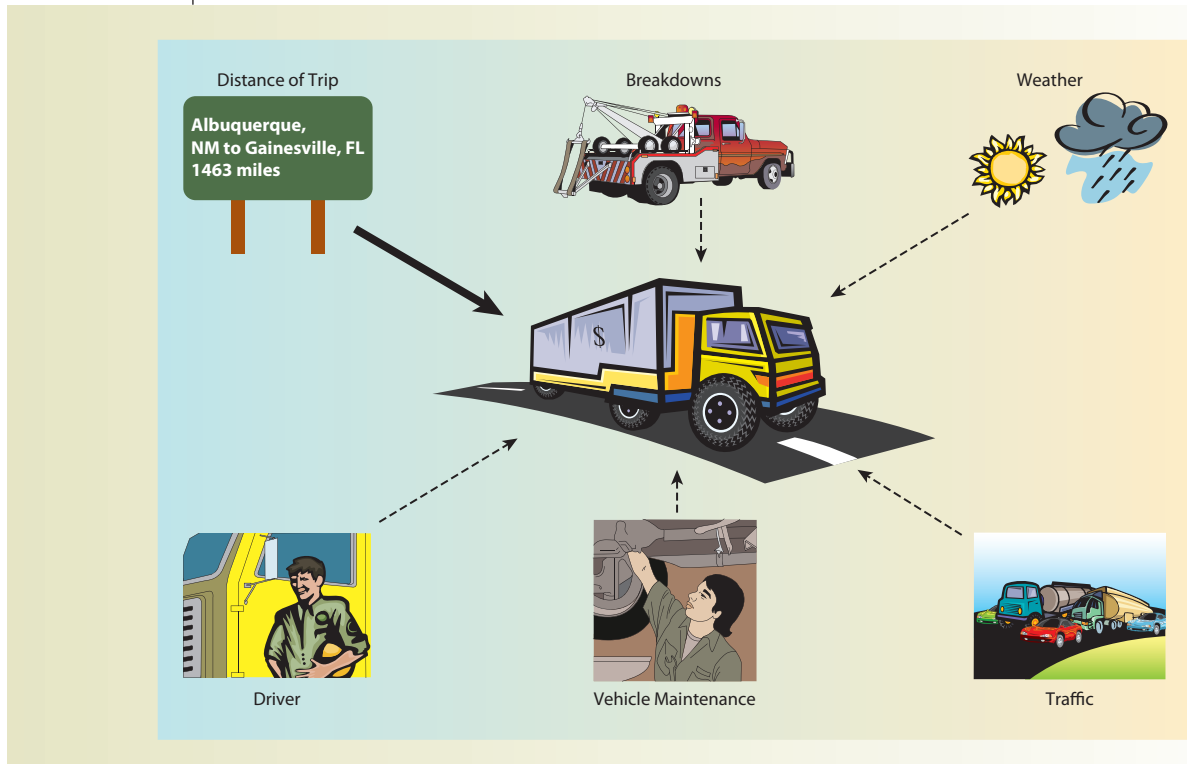 Distance of Trip
Albuquerque,
NM to Gainesville, FL
1463 miles
Breakdowns
Weather
$
Driver
Vehicle Maintenance
Traffic